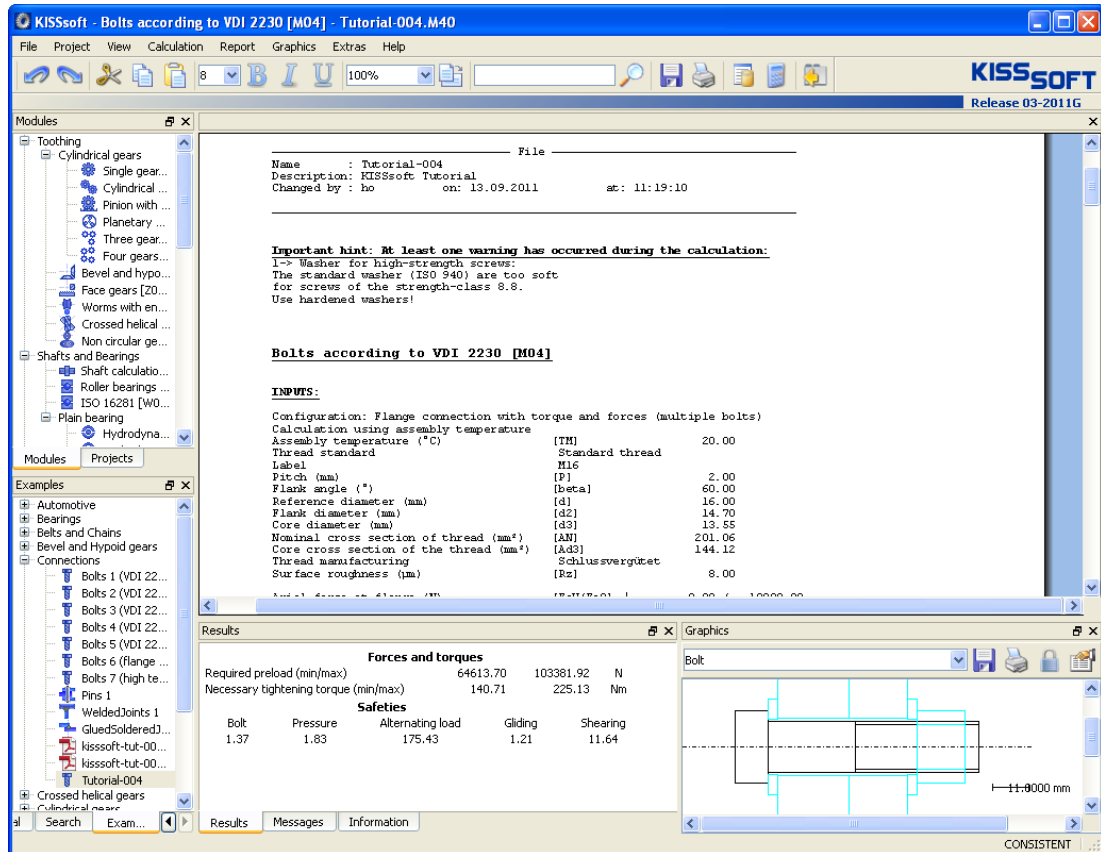 KISSsoft - Bolts according to VDI 2230 [M04] - Tutorial-004.M40
File Project View Calculation Report Graphics Extras Help
8 B I U 100%
KISSSOFT
Release 03-2011G
Modules
Toothing
Cylindrical gears
Single gear...
Cylindrical ...
Pinion with ...
Planetary ...
Three gear...
Four gears...
Bevel and hypo...
Face gears [Z0...
Worms with en...
Crossed helical ...
Non circular ge...
Shafts and Bearings
Shaft calculatio...
Roller bearings ...
ISO 16281 [W0...
Plain bearing
Hydrodyna...
Modules Projects
Examples
Automotive
Bearings
Belts and Chains
Bevel and Hypoid gears
Connections
Bolts 1 (VDI 22...
Bolts 2 (VDI 22...
Bolts 3 (VDI 22...
Bolts 4 (VDI 22...
Bolts 5 (VDI 22...
Bolts 6 (flange ...
Bolts 7 (high te...
Pins 1
WeldedJoints 1
GluedSolderedJ...
kisssoft-tut-00...
kisssoft-tut-00...
Tutorial-004
Crossed helical gears
Cylindrical gears
al Search Exam...
File
Name : Tutorial-004
Description: KISSsoft Tutorial
Changed by : ho on: 13.09.2011 at: 11:19:10
Important hint: At least one warning has occurred during the calculation:
1-> Washer for high-strength screws:
The standard washer (ISO 940) are too soft
for screws of the strength-class 8.8.
Use hardened washers!
Bolts according to VDI 2230 [M04]
INPUTS:
Configuration: Flange connection with torque and forces (multiple bolts)
Calculation using assembly temperature
Assembly temperature (°C) [TM] 20.00
Thread standard Standard thread
Label M16
Pitch (mm) [P] 2.00
Flank angle (°) [beta] 60.00
Reference diameter (mm) [d] 16.00
Flank diameter (mm) [d2] 14.70
Core diameter (mm) [d3] 13.55
Nominal cross section of thread (mm²) [AN] 201.06
Core cross section of the thread (mm²) [Ad3] 144.12
Thread manufacturing Schlussvergütet
Surface roughness (µm) [Rz] 8.00
Results
Forces and torques
Required preload (min/max) 64613.70 103381.92 N
Necessary tightening torque (min/max) 140.71 225.13 Nm
Safeties
Bolt Pressure Alternating load Gliding Shearing
1.37 1.83 175.43 1.21 11.64
Results Messages Information
Graphics
Bolt
11.0000 mm
CONSISTENT